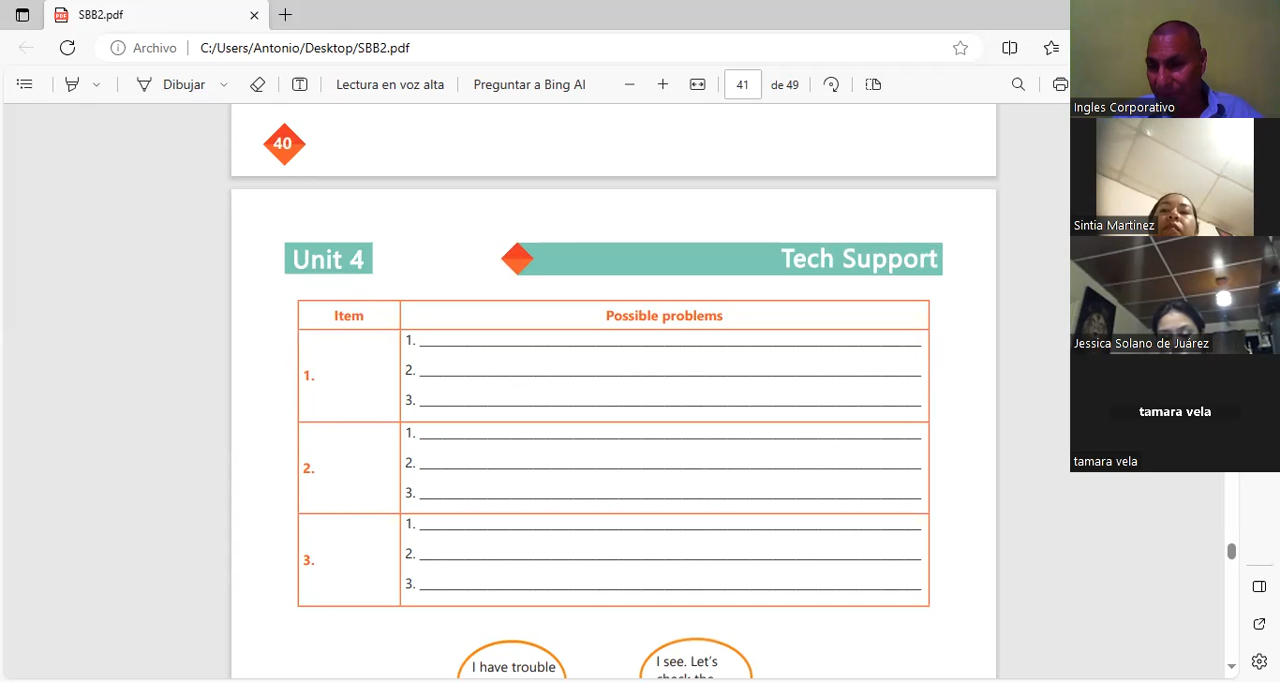 SBB2.pdf
Archivo
C:/Users/Antonio/Desktop/SBB2.pdf
Dibujar
Lectura en voz alta
Preguntar a Bing AI
41
de 49
40
Unit 4
Tech Support
Item
Possible problems
1.
1.
2.
3.
2.
1.
2.
3.
3.
1.
2.
3.
I have trouble
I see. Let's
check the
Ingles Corporativo
Sintia Martinez
Jessica Solano de Juárez
tamara vela
tamara vela